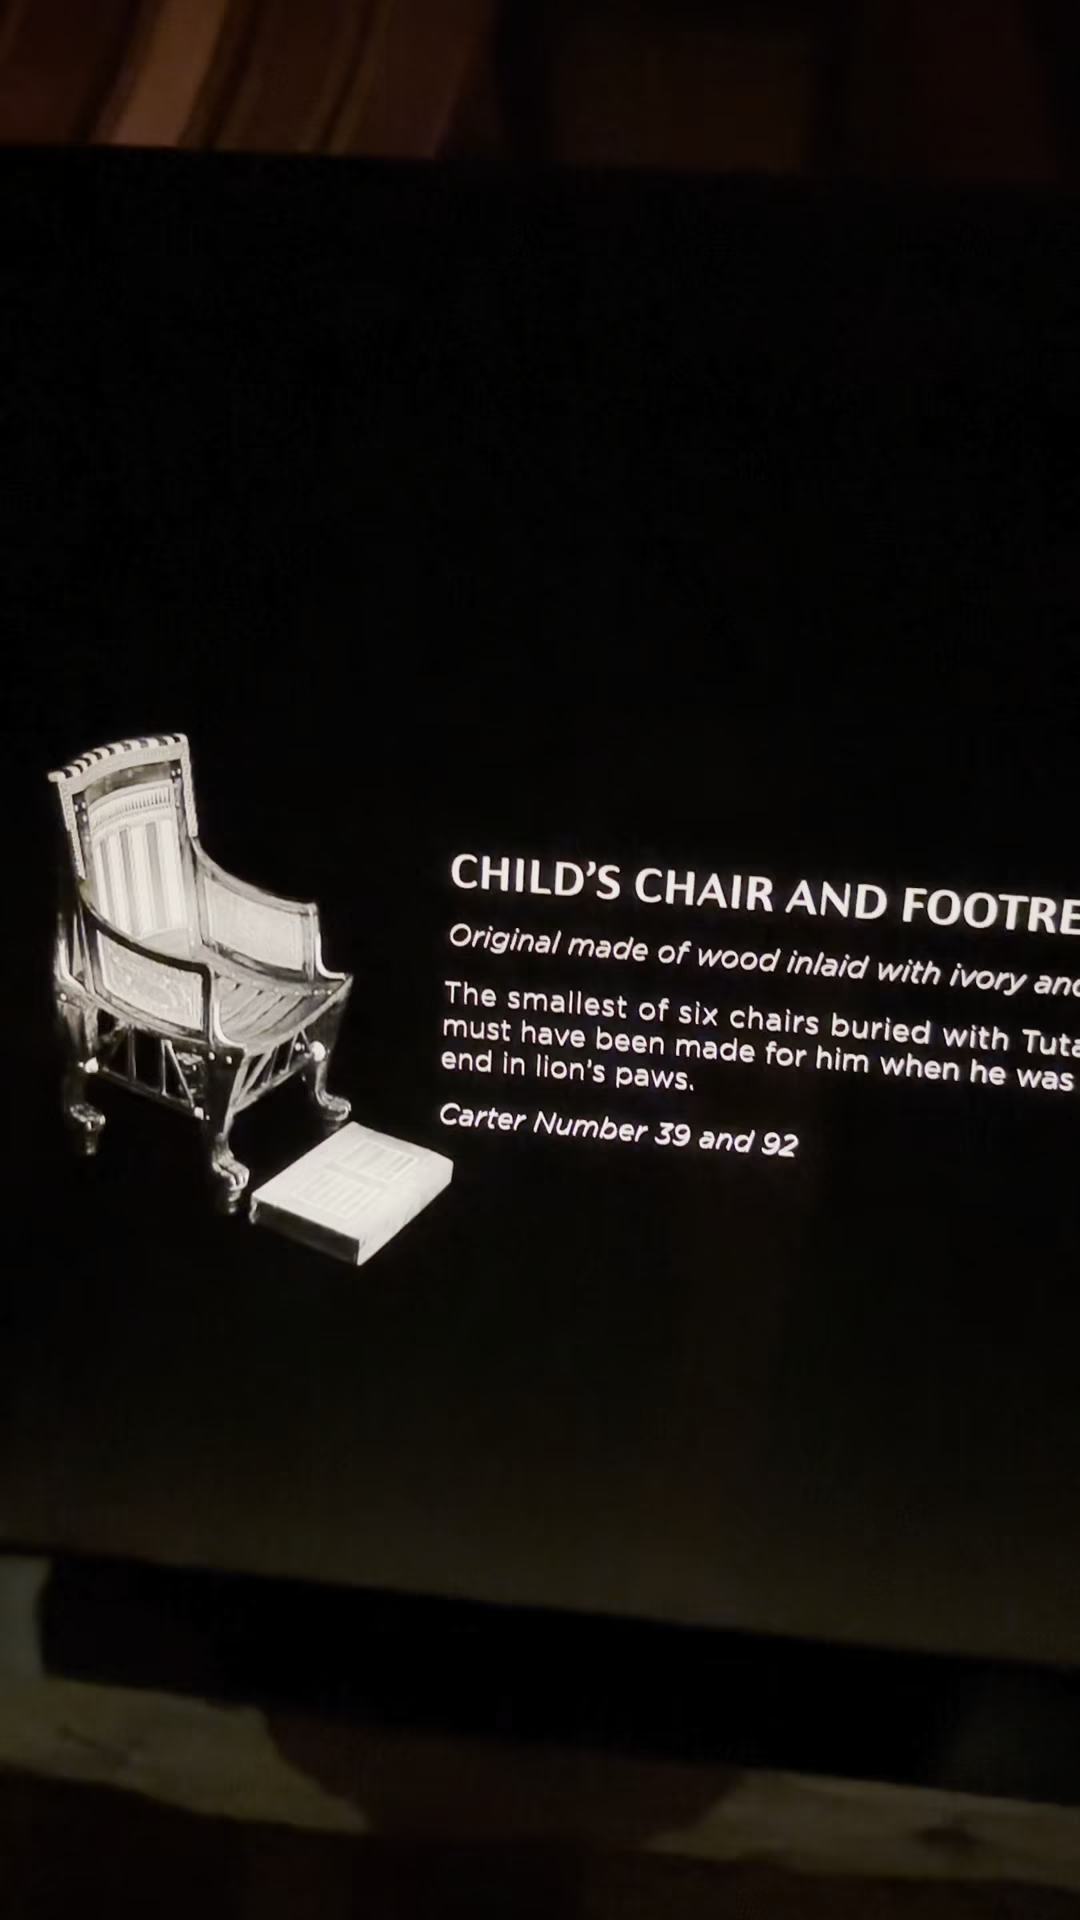 CHILD'S CHAIR AND FOOTRE
Original made of wood inlaid with ivory and
The smallest of six chairs buried with Tuta
must have been made for him when he was
end in lion's paws.
Carter Number 39 and 92